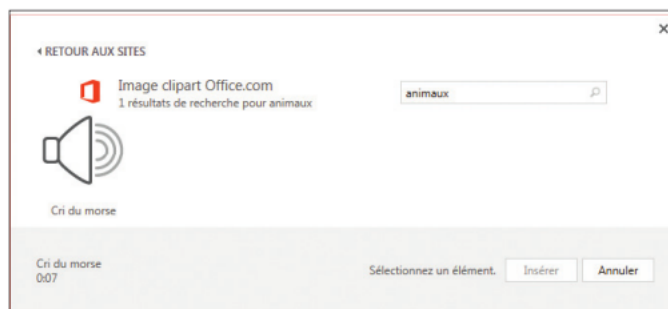 RETOUR AUX SITES
Image clipart Office.com
1 résultats de recherche pour animaux
animaux
Cri du morse
Cri du morse
0:07
Sélectionnez un élément.
Insérer
Annuler